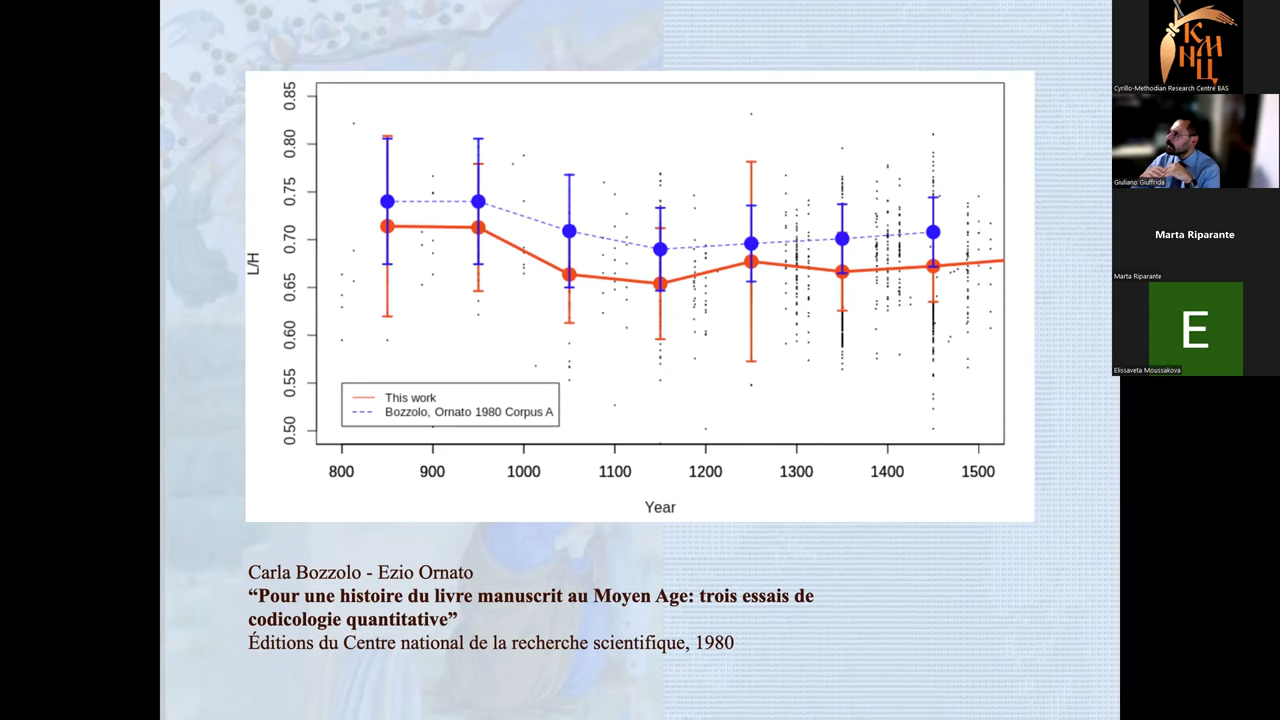 0.85
0.80
0.75
0.70
0.65
0.60
0.55
0.50
L/H
This work
Bozzolo, Ornato 1980 Corpus A
800
900
1000
1100
1200
1300
1400
1500
Year
Carla Bozzolo - Ezio Ornato
“Pour une histoire du livre manuscrit au Moyen Age: trois essais de
codicologie quantitative”
Éditions du Centre national de la recherche scientifique, 1980
К
М
Н
Ц
Cyrillo-Methodian Research Centre BAS
Giuliano Giuffrida
Marta Riparante
Marta Riparante
E
Elissaveta Moussakova